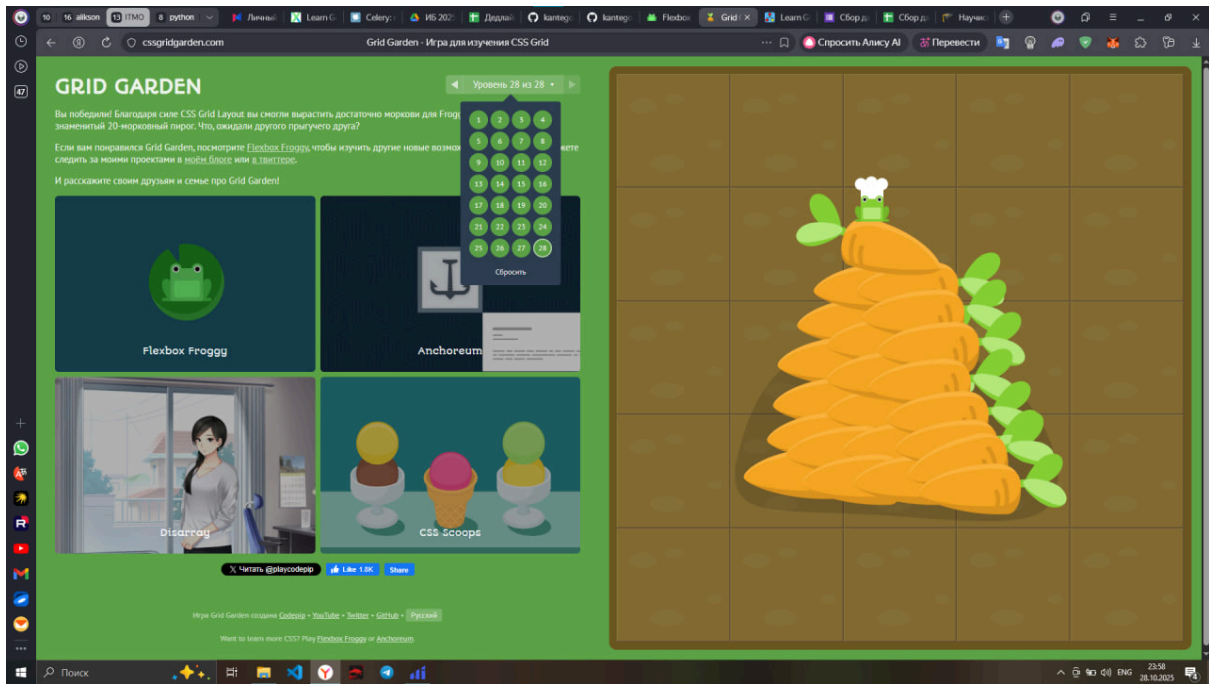 10 16 alikson 13 ITMO 8 python Личный Learn G Celery: ИБ 202 Дедлай kantego kantego Flexbox Grid Learn G Сбор д Сбор д Научно
cssgridgarden.com Grid Garden - Игра для изучения CSS Grid Спросить Алису AI Перевести
47
GRID GARDEN
Уровень 28 из 28
Вы победили! Благодаря силе CSS Grid Layout вы смогли вырастить достаточно моркови для Frogg
знаменитый 20-морковный пирог. Что, ожидали другого прыгучего друга?
Если вам понравился Grid Garden, посмотрите Flexbox Froggy, чтобы изучить другие новые возмож
жете
следить за моими проектами в моём блоге или в твиттере.
И расскажите своим друзьям и семье про Grid Garden!
1 2 3 4
5 6 7 8
9 10 11 12
13 14 15 16
17 18 19 20
21 22 23 24
25 26 27 28
Сбросить
Flexbox Froggy
Anchoreum
Disarray
CSS Scoops
Читать @playcodepip
Like 1.8K
Share
Игра Grid Garden создана Codepip • YouTube • Twitter • GitHub • Русский
Want to learn more CSS? Play Flexbox Froggy or Anchoreum.
Поиск
ENG
23:58
28.10.2025